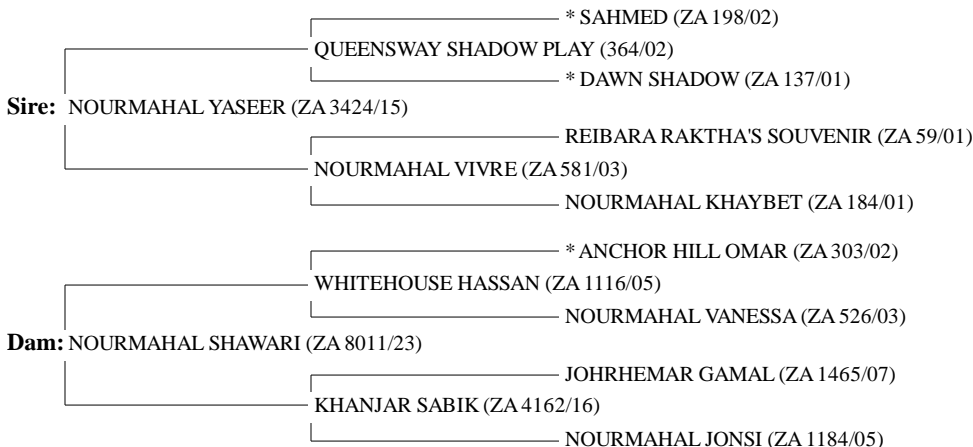 * SAHMED (ZA 198/02)
QUEENSWAY SHADOW PLAY (364/02)
* DAWN SHADOW (ZA 137/01)
Sire: NOURMAHAL YASEER (ZA 3424/15)
REIBARA RAKTHA'S SOUVENIR (ZA 59/01)
NOURMAHAL VIVRE (ZA 581/03)
NOURMAHAL KHAYBET (ZA 184/01)
* ANCHOR HILL OMAR (ZA 303/02)
WHITEHOUSE HASSAN (ZA 1116/05)
NOURMAHAL VANESSA (ZA 526/03)
Dam: NOURMAHAL SHAWARI (ZA 8011/23)
JOHRHEMAR GAMAL (ZA 1465/07)
KHANJAR SABIK (ZA 4162/16)
NOURMAHAL JONSI (ZA 1184/05)